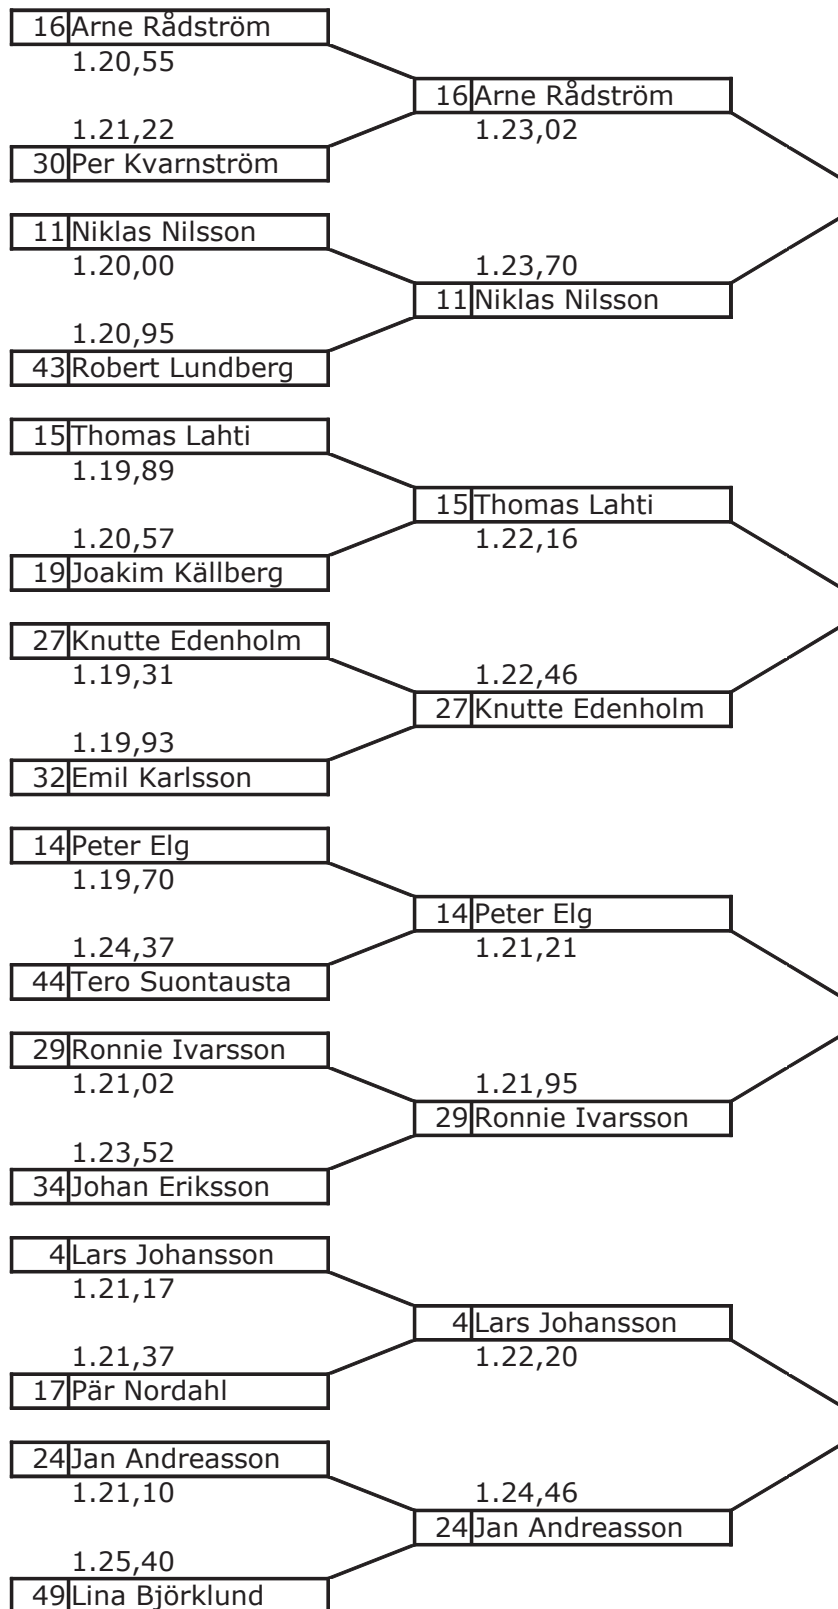 16 Arne Rådström
1.20,55
1.21,22
30 Per Kvarnström
11 Niklas Nilsson
1.20,00
1.20,95
43 Robert Lundberg
15 Thomas Lahti
1.19,89
1.20,57
19 Joakim Källberg
27 Knutte Edenholm
1.19,31
1.19,93
32 Emil Karlsson
14 Peter Elg
1.19,70
1.24,37
44 Tero Suontausta
29 Ronnie Ivarsson
1.21,02
1.23,52
34 Johan Eriksson
4 Lars Johansson
1.21,17
1.21,37
17 Pär Nordahl
24 Jan Andreasson
1.21,10
1.25,40
49 Lina Björklund
16 Arne Rådström
1.23,02
1.23,70
11 Niklas Nilsson
15 Thomas Lahti
1.22,16
1.22,46
27 Knutte Edenholm
14 Peter Elg
1.21,21
1.21,95
29 Ronnie Ivarsson
4 Lars Johansson
1.22,20
1.24,46
24 Jan Andreasson